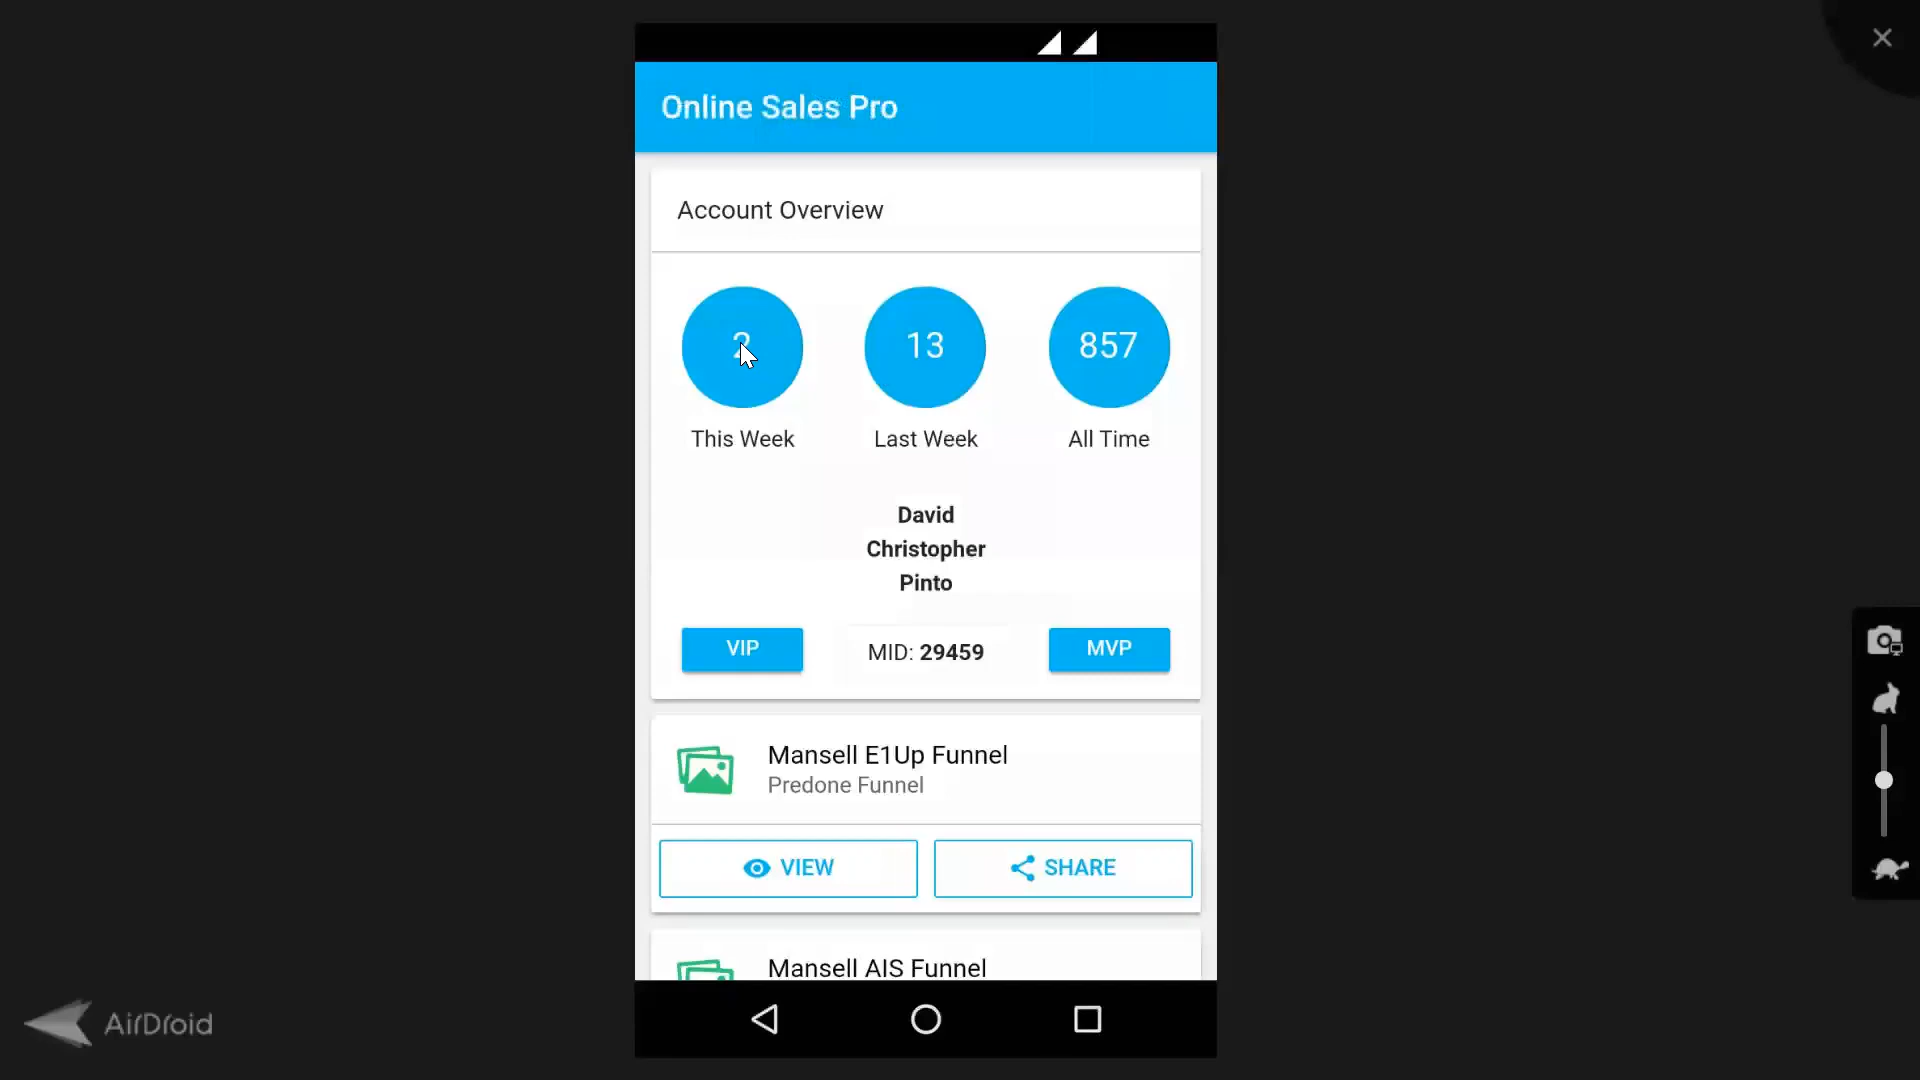 Online Sales Pro
Account Overview
2 13 857
This Week Last Week All Time
David
Christopher
Pinto
VIP MID: 29459 MVP
Mansell E1Up Funnel
Predone Funnel
VIEW SHARE
Mansell AIS Funnel
AirDroid